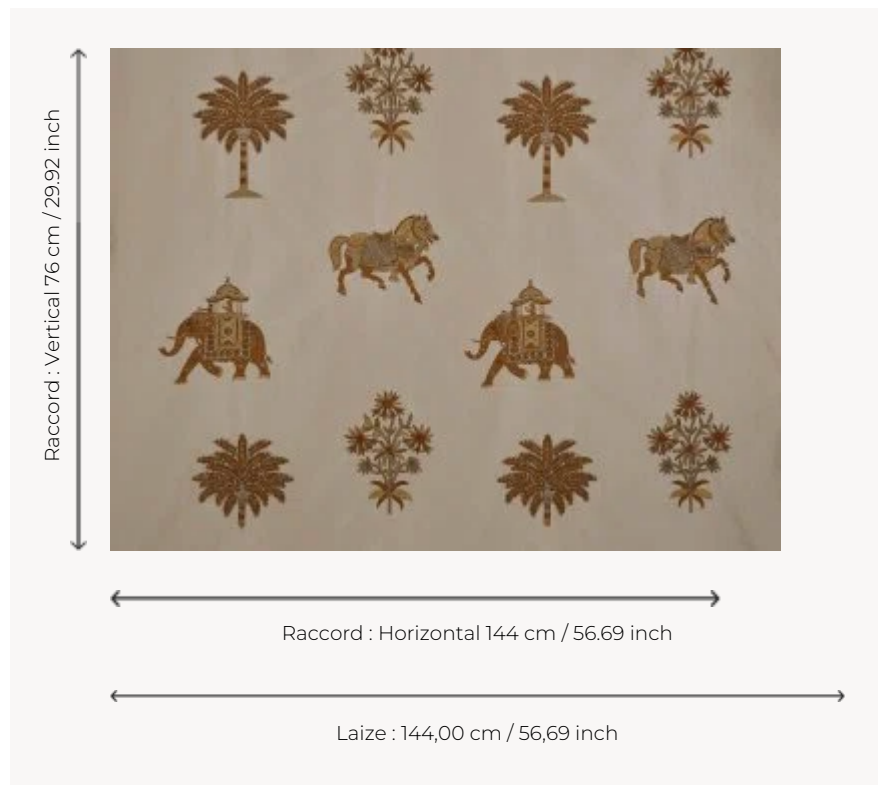 Raccord : Vertical 76 cm / 29.92 inch
Raccord : Horizontal 144 cm / 56.69 inch
Laize : 144,00 cm / 56,69 inch